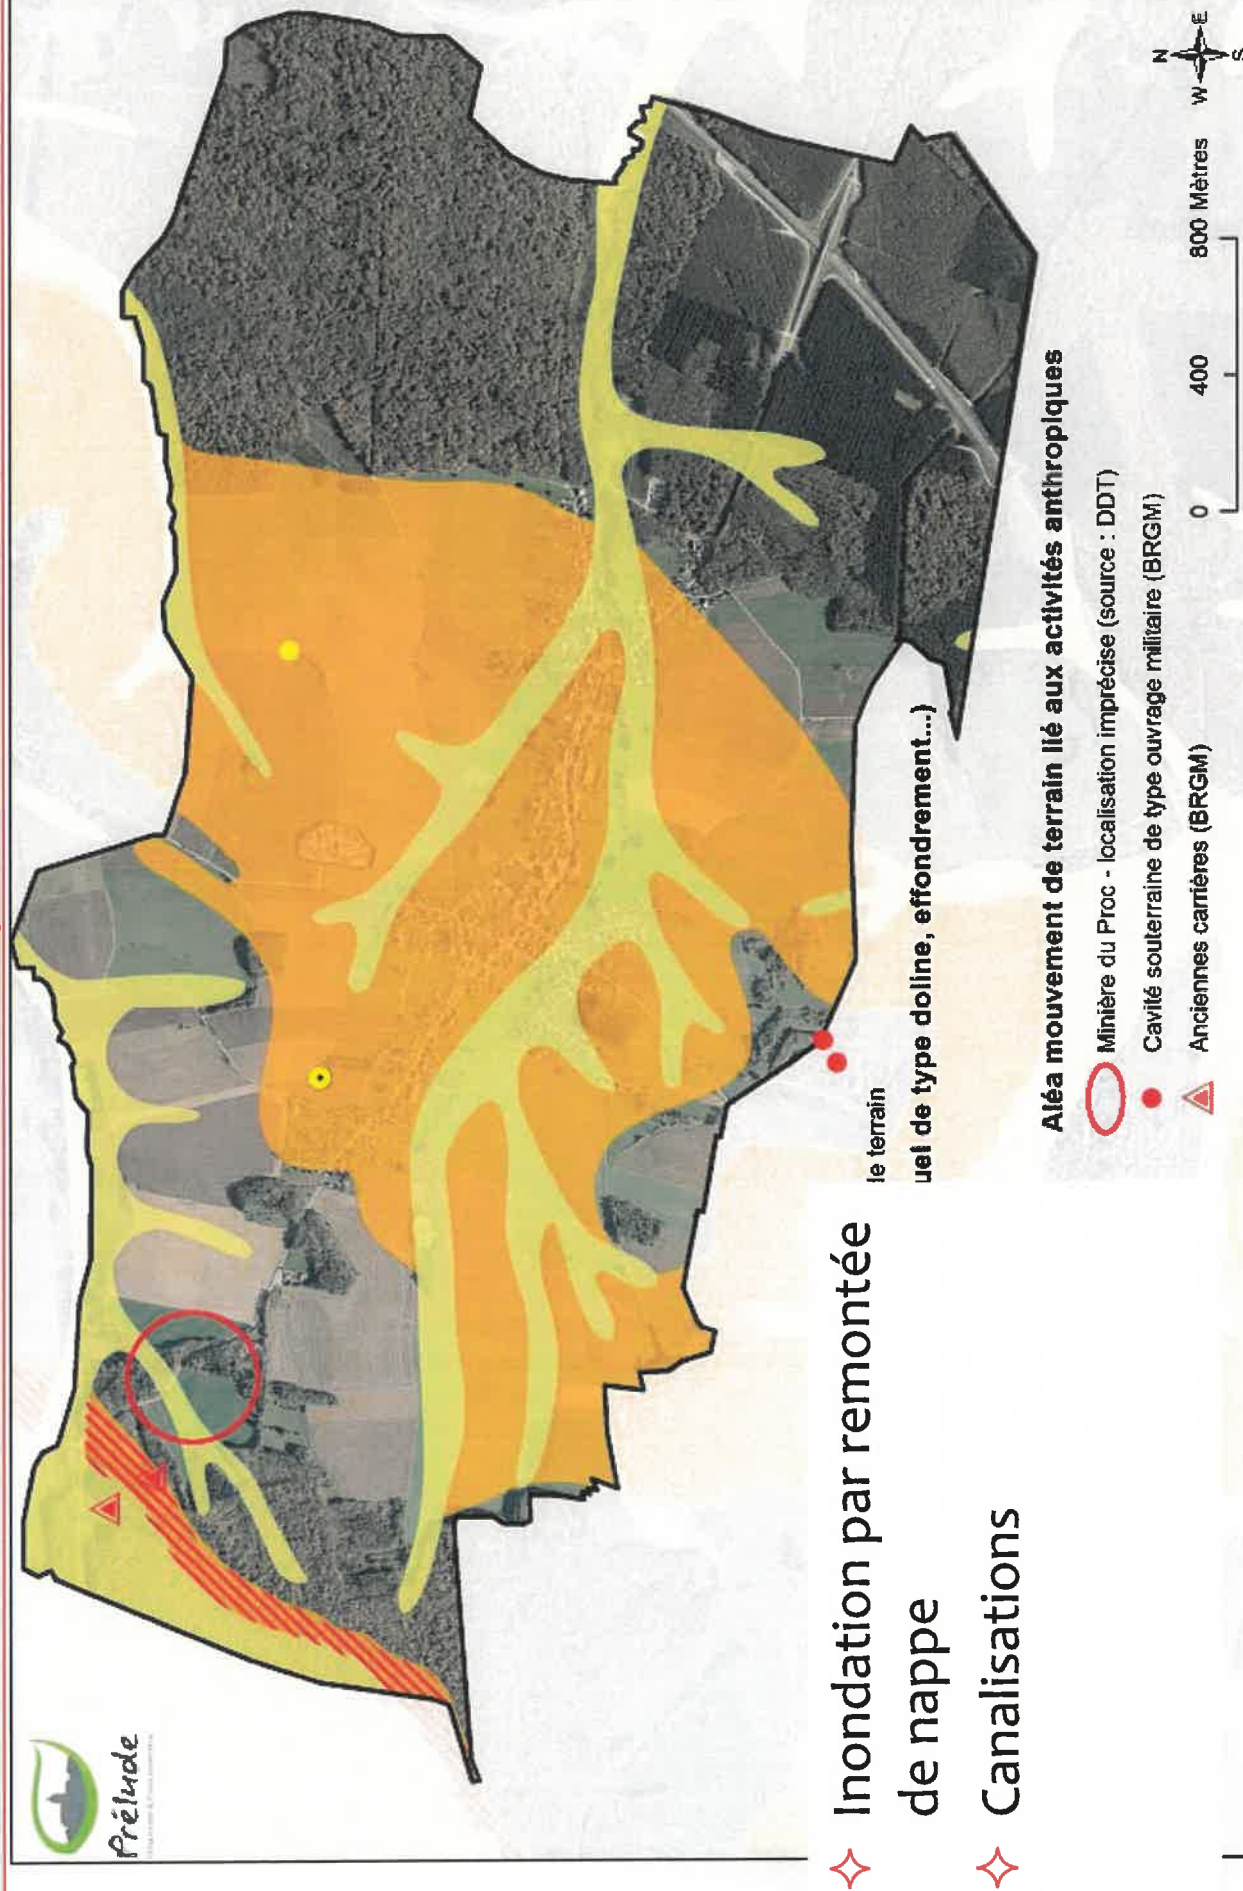 Prélude
Inondation par remontée
de nappe
Canalisations
le terrain
uel de type doline, effondrement...)
Aléa mouvement de terrain lié aux activités anthropiques
Minière du Proc - localisation imprécise (source : DDT)
Cavité souterraine de type ouvrage militaire (BRGM)
Anciennes carrières (BRGM)
0 400 800 Mètres
N
W E
S